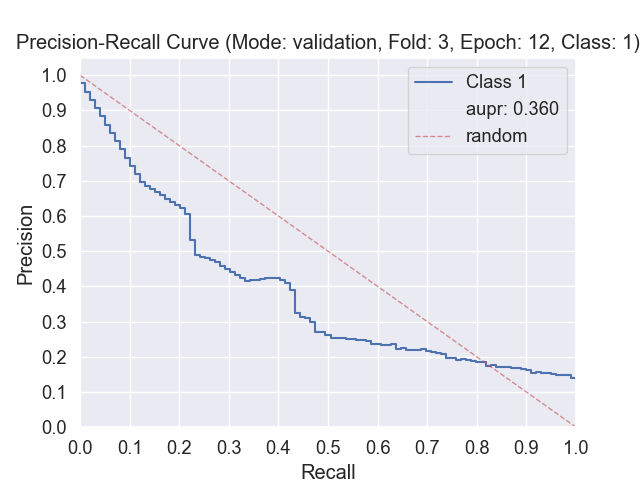 Precision-Recall Curve (Mode: validation, Fold: 3, Epoch: 12, Class: 1)
1.0
0.9
0.8
0.7
0.6
0.5
0.4
0.3
0.2
0.1
0.0
Precision
Class 1
aupr: 0.360
random
0.0 0.1 0.2 0.3 0.4 0.5 0.6 0.7 0.8 0.9 1.0
Recall